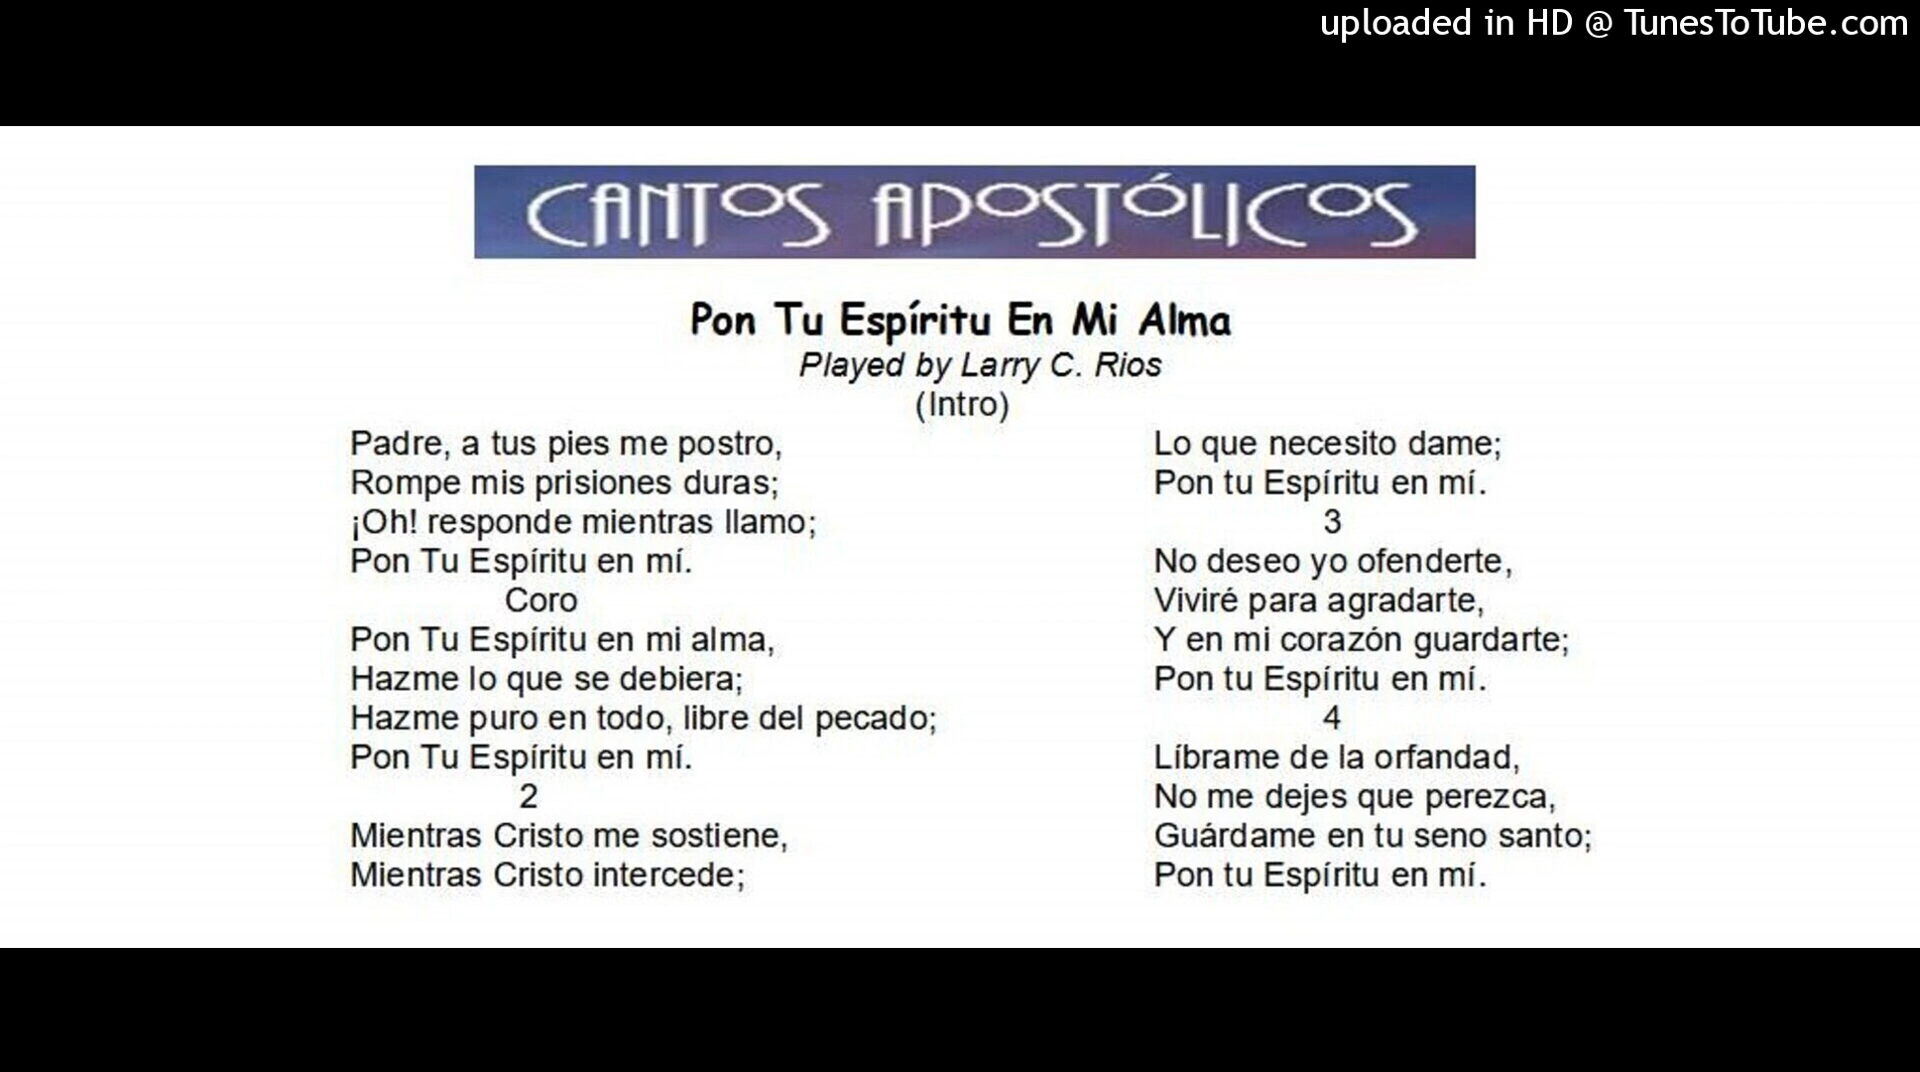 uploaded in HD @ TunesToTube.com
CANTOS APOSTÓLICOS
Pon Tu Espíritu En Mi Alma
Played by Larry C. Rios
(Intro)
Padre, a tus pies me postro,
Rompe mis prisiones duras;
¡Oh! responde mientras llamo;
Pon Tu Espíritu en mí.
Coro
Pon Tu Espíritu en mi alma,
Hazme lo que se debiera;
Hazme puro en todo, libre del pecado;
Pon Tu Espíritu en mí.
2
Mientras Cristo me sostiene,
Mientras Cristo intercede;
Lo que necesito dame;
Pon tu Espíritu en mí.
3
No deseo yo ofenderte,
Viviré para agradarte,
Y en mi corazón guardarte;
Pon tu Espíritu en mí.
4
Líbrame de la orfandad,
No me dejes que perezca,
Guárdame en tu seno santo;
Pon tu Espíritu en mí.